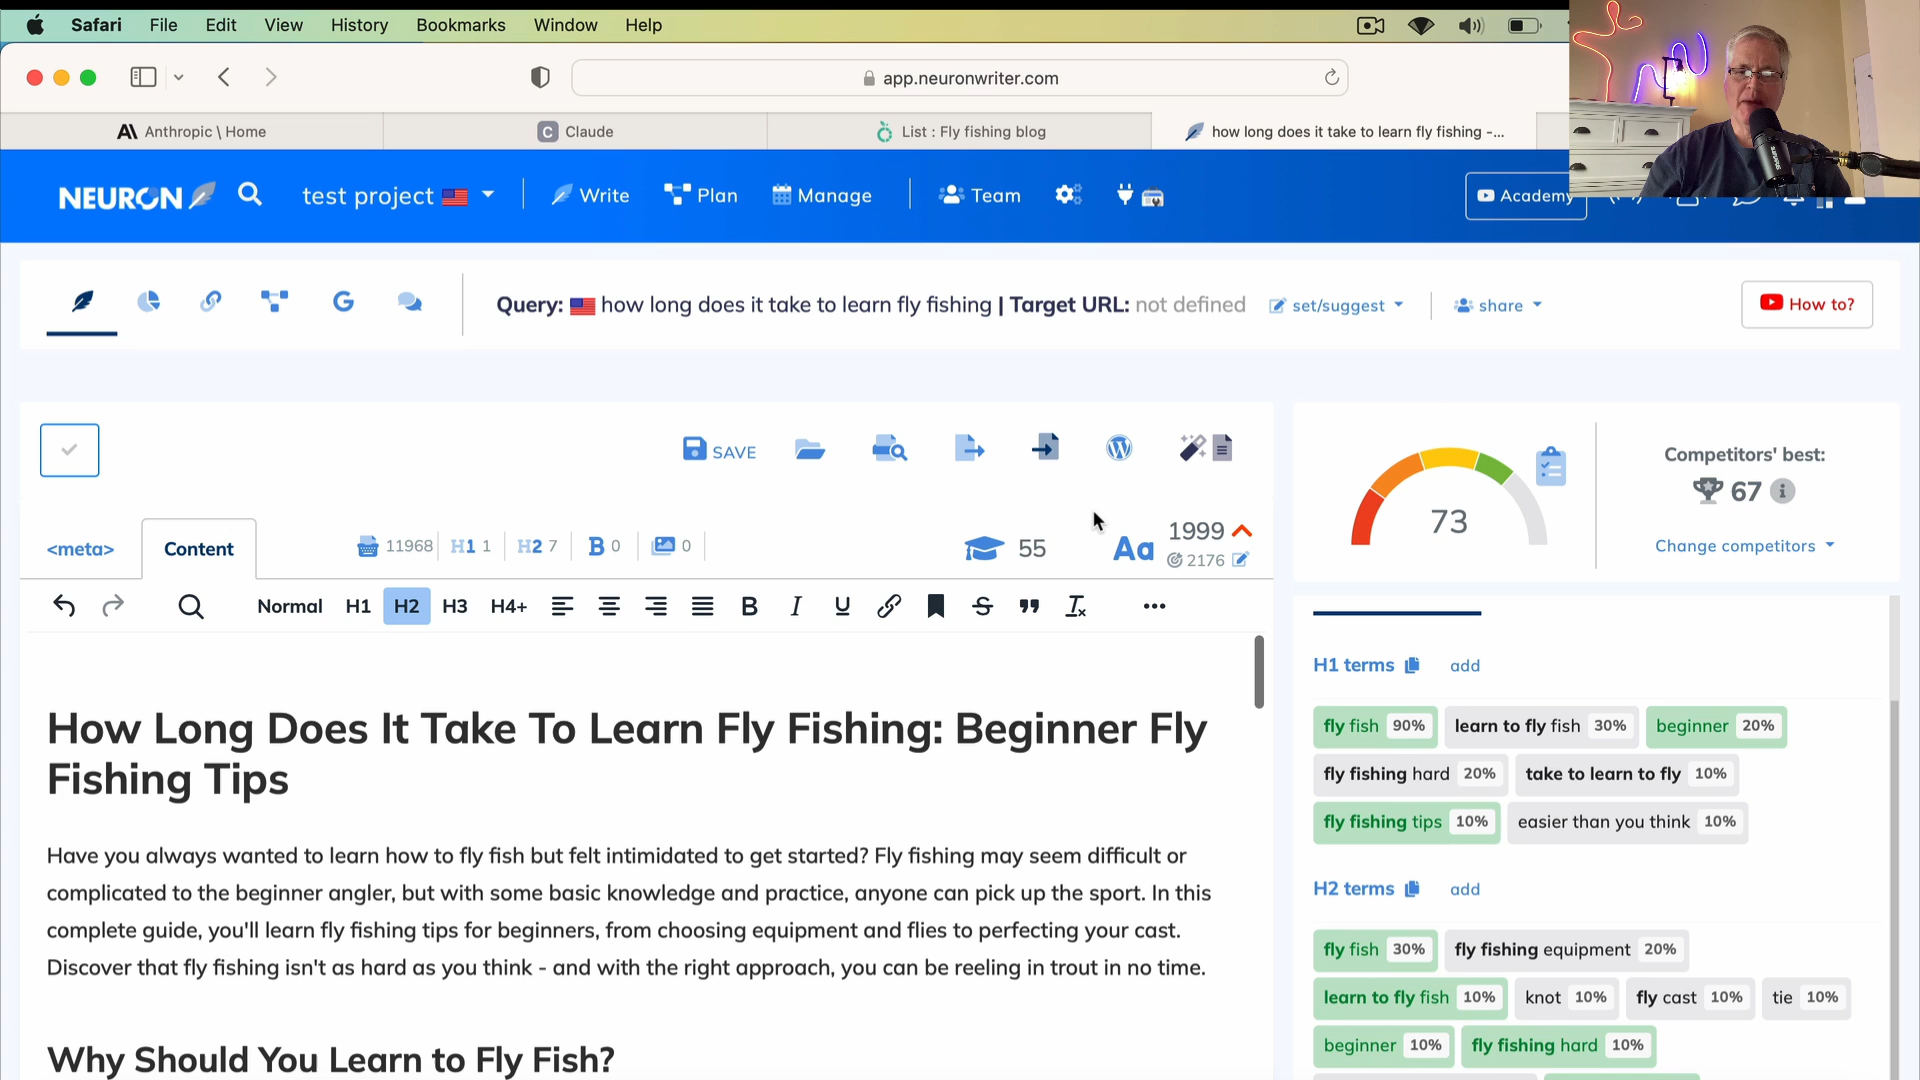 Safari File Edit View History Bookmarks Window Help
app.neuronwriter.com
Anthropic \ Home
Claude
List : Fly fishing blog
how long does it take to learn fly fishing -...
NEURON
test project
Write
Plan
Manage
Team
Academy
Query: how long does it take to learn fly fishing | Target URL: not defined
set/suggest
share
How to?
SAVE
73
Competitors' best:
67
Change competitors
<meta>
Content
11968 H1 1 H2 7 B 0 0
55
Aa
1999
2176
Normal H1 H2 H3 H4+ B I U S Tx
H1 terms add
fly fish 90% learn to fly fish 30% beginner 20%
fly fishing hard 20% take to learn to fly 10%
fly fishing tips 10% easier than you think 10%
H2 terms add
fly fish 30% fly fishing equipment 20%
learn to fly fish 10% knot 10% fly cast 10% tie 10%
beginner 10% fly fishing hard 10%
How Long Does It Take To Learn Fly Fishing: Beginner Fly
Fishing Tips
Have you always wanted to learn how to fly fish but felt intimidated to get started? Fly fishing may seem difficult or
complicated to the beginner angler, but with some basic knowledge and practice, anyone can pick up the sport. In this
complete guide, you'll learn fly fishing tips for beginners, from choosing equipment and flies to perfecting your cast.
Discover that fly fishing isn't as hard as you think - and with the right approach, you can be reeling in trout in no time.
Why Should You Learn to Fly Fish?